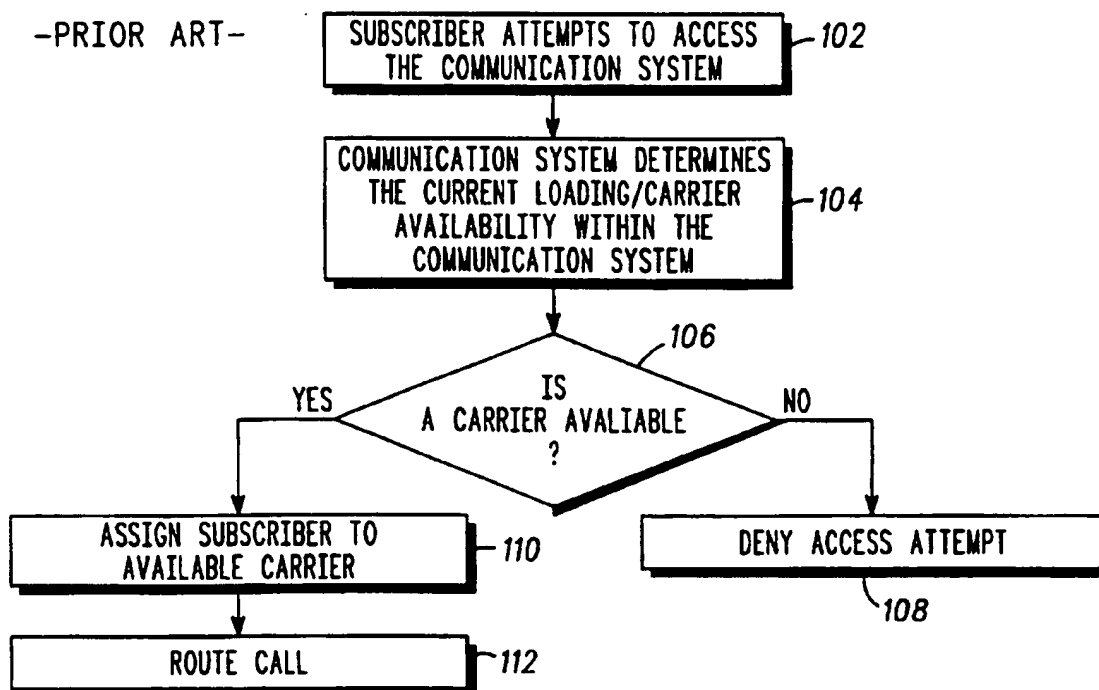 -PRIOR ART-
SUBSCRIBER ATTEMPTS TO ACCESS
THE COMMUNICATION SYSTEM
102
COMMUNICATION SYSTEM DETERMINES
THE CURRENT LOADING/CARRIER
AVAILABILITY WITHIN THE
COMMUNICATION SYSTEM
104
106
IS
A CARRIER AVALIABLE
?
YES
NO
ASSIGN SUBSCRIBER TO
AVAILABLE CARRIER
110
DENY ACCESS ATTEMPT
108
ROUTE CALL
112